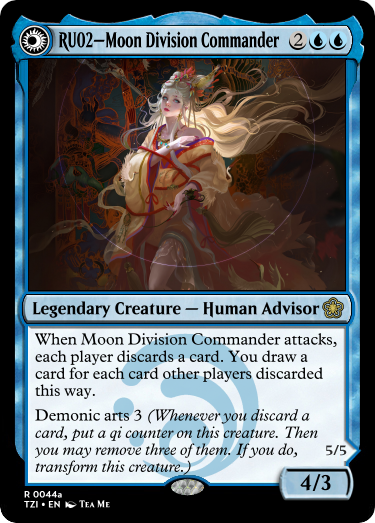 RU02—Moon Division Commander 2
Legendary Creature — Human Advisor
When Moon Division Commander attacks,
each player discards a card. You draw a
card for each card other players discarded
this way.
Demonic arts 3 (Whenever you discard a
card, put a qi counter on this creature. Then
you may remove three of them. If you do,
transform this creature.)
5/5
4/3
R 0044a
TZI • EN Tea Me